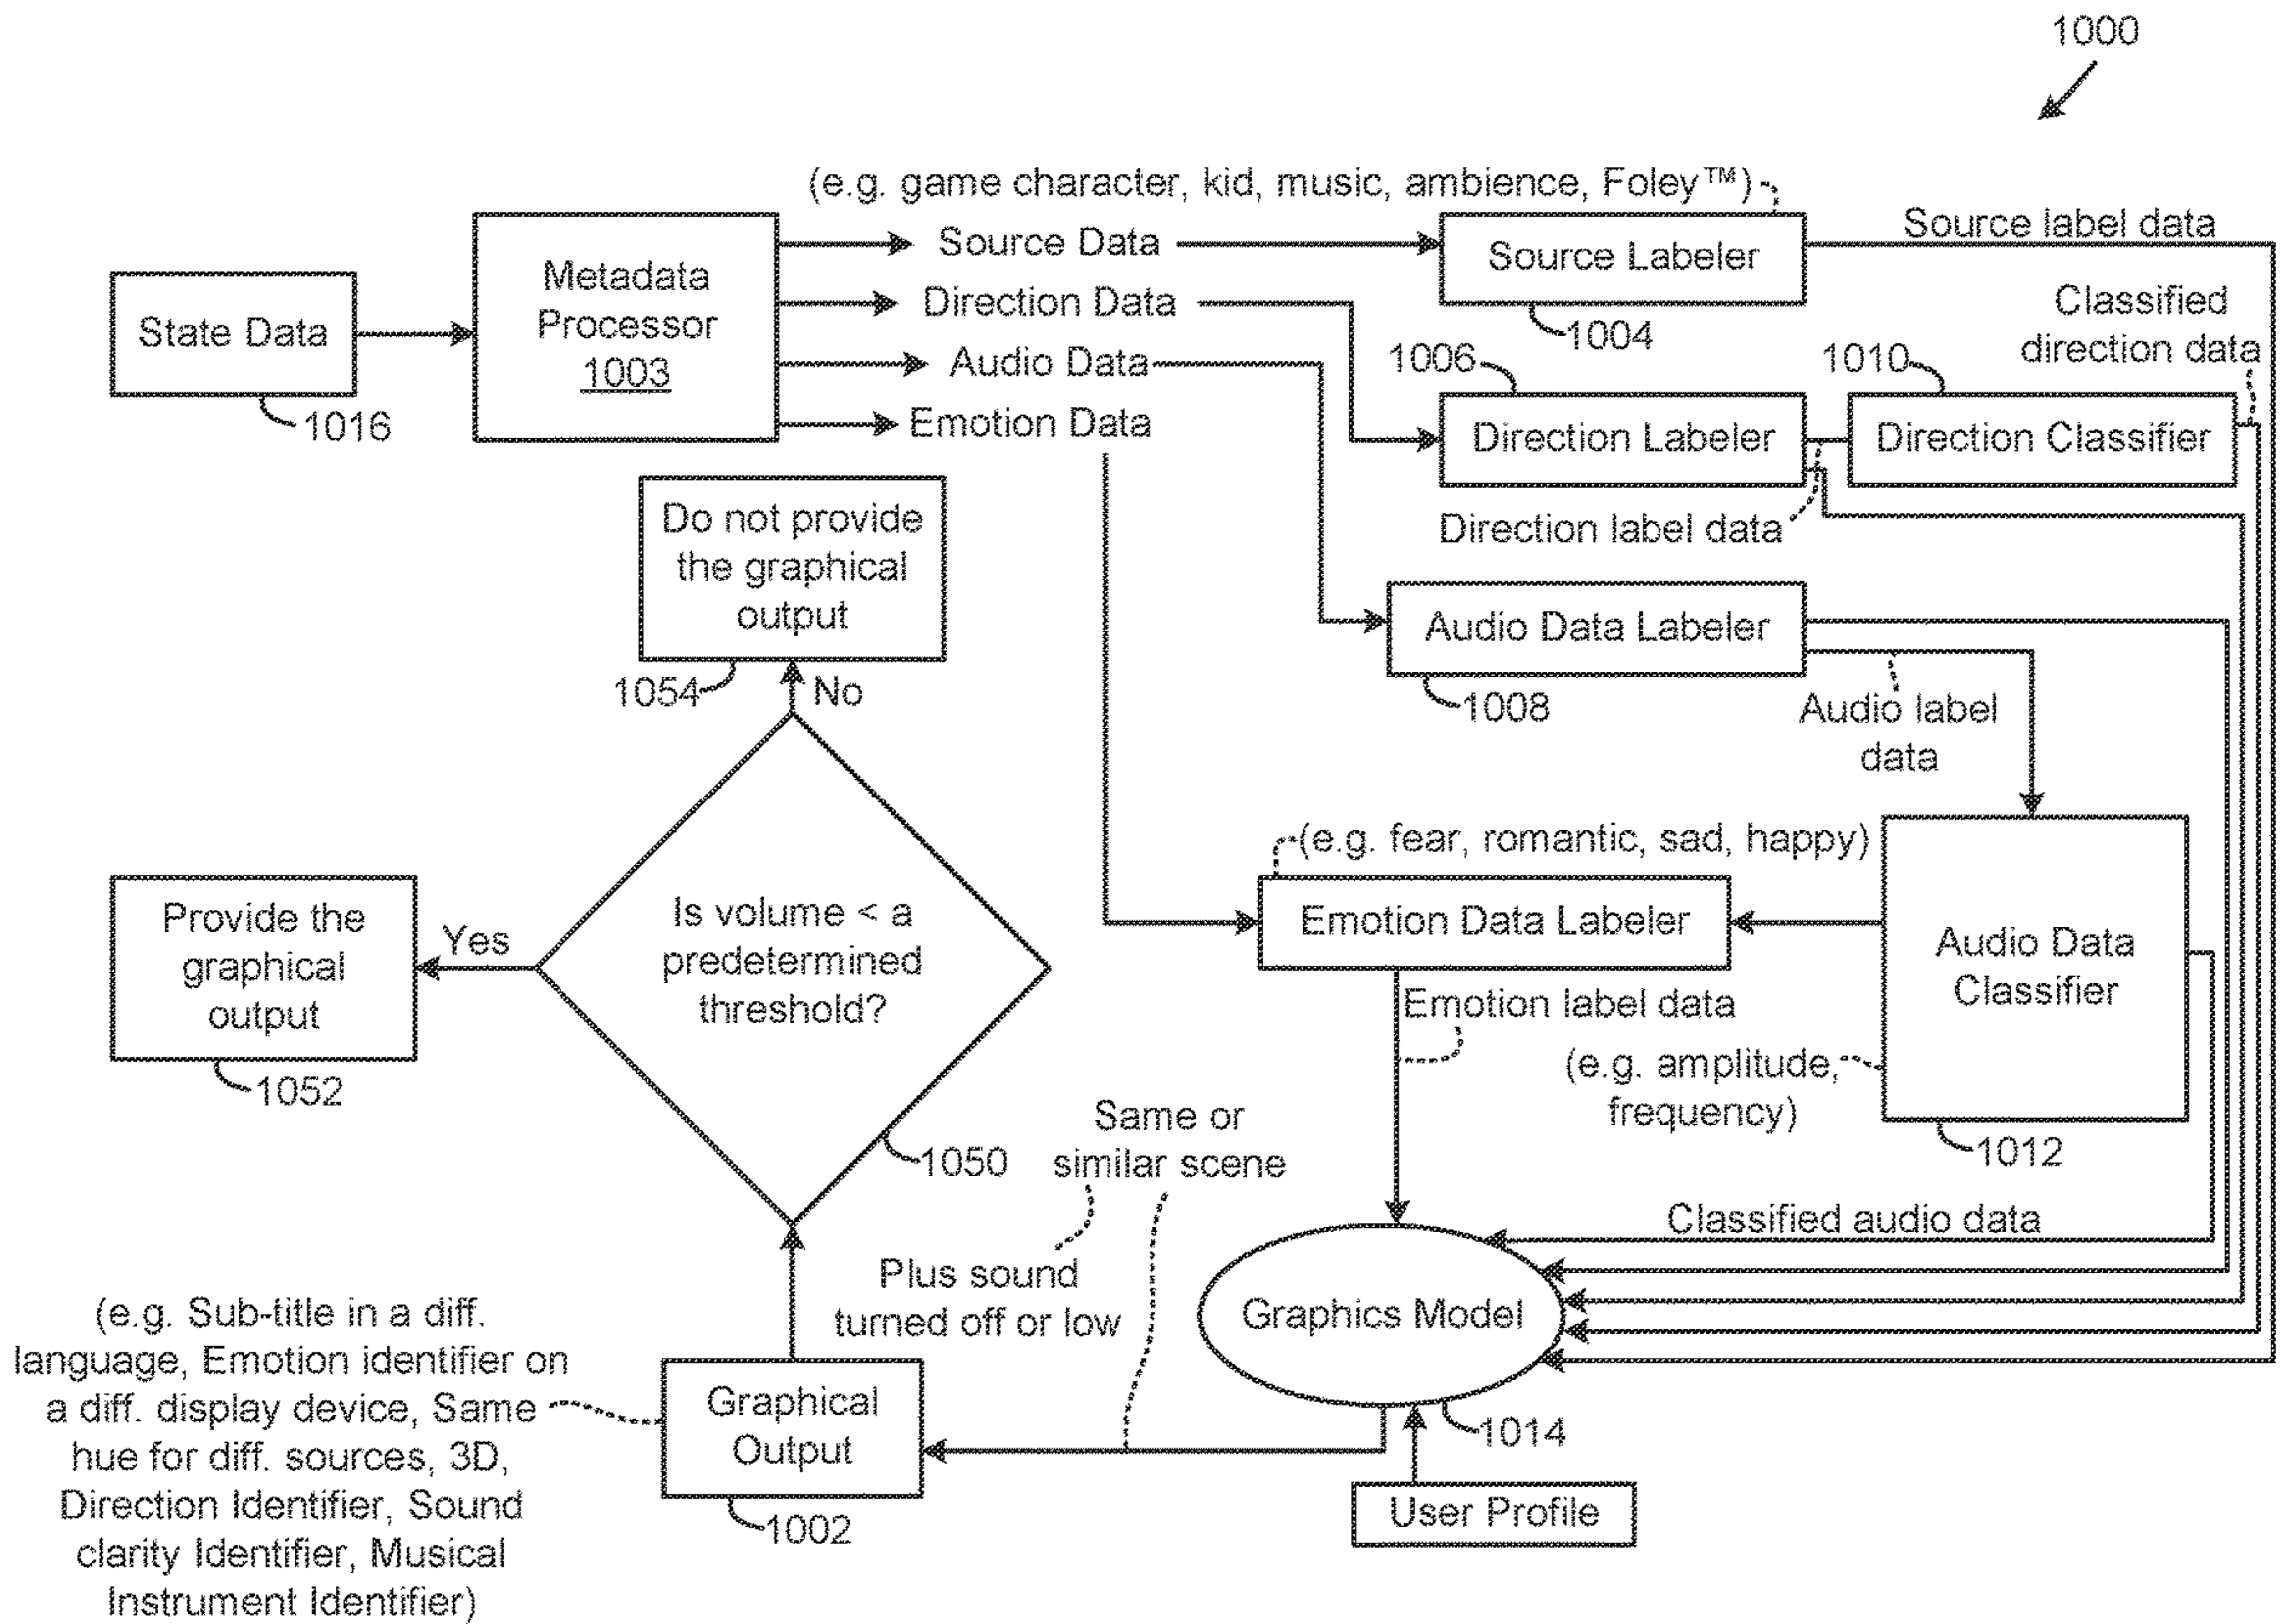 1000
(e.g. game character, kid, music, ambience, Foley™)
State Data
1016
Metadata
Processor
1003
Source Data
Direction Data
Audio Data
Emotion Data
Source Labeler
1004
Source label data
Classified
direction data
1006
Direction Labeler
1010
Direction Classifier
Direction label data
Do not provide
the graphical
output
1054
No
Audio Data Labeler
1008
Audio label
data
(e.g. fear, romantic, sad, happy)
Emotion Data Labeler
Emotion label data
Audio Data
Classifier
(e.g. amplitude,
frequency)
1012
Provide the
graphical
output
1052
Yes
Is volume < a
predetermined
threshold?
1050
Same or
similar scene
Plus sound
turned off or low
Classified audio data
Graphics Model
1014
User Profile
Graphical
Output
1002
(e.g. Sub-title in a diff.
language, Emotion identifier on
a diff. display device, Same
hue for diff. sources, 3D,
Direction Identifier, Sound
clarity Identifier, Musical
Instrument Identifier)